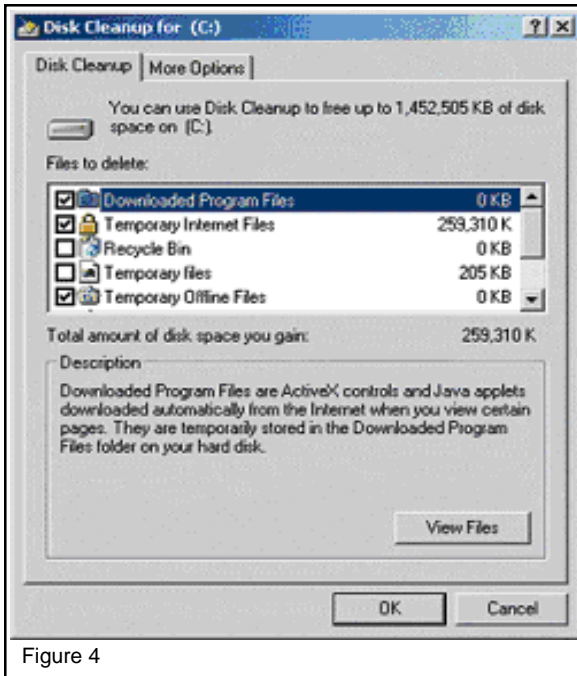 Disk Cleanup for (C:)
Disk Cleanup
More Options
You can use Disk Cleanup to free up to 1,452,505 KB of disk
space on (C:).
Files to delete:
Downloaded Program Files 0 KB
Temporary Internet Files 259,310 K
Recycle Bin 0 KB
Temporary files 205 KB
Temporary Offline Files 0 KB
Total amount of disk space you gain: 259,310 K
Description
Downloaded Program Files are ActiveX controls and Java applets
downloaded automatically from the Internet when you view certain
pages. They are temporarily stored in the Downloaded Program
Files folder on your hard disk.
View Files
OK
Cancel
Figure 4